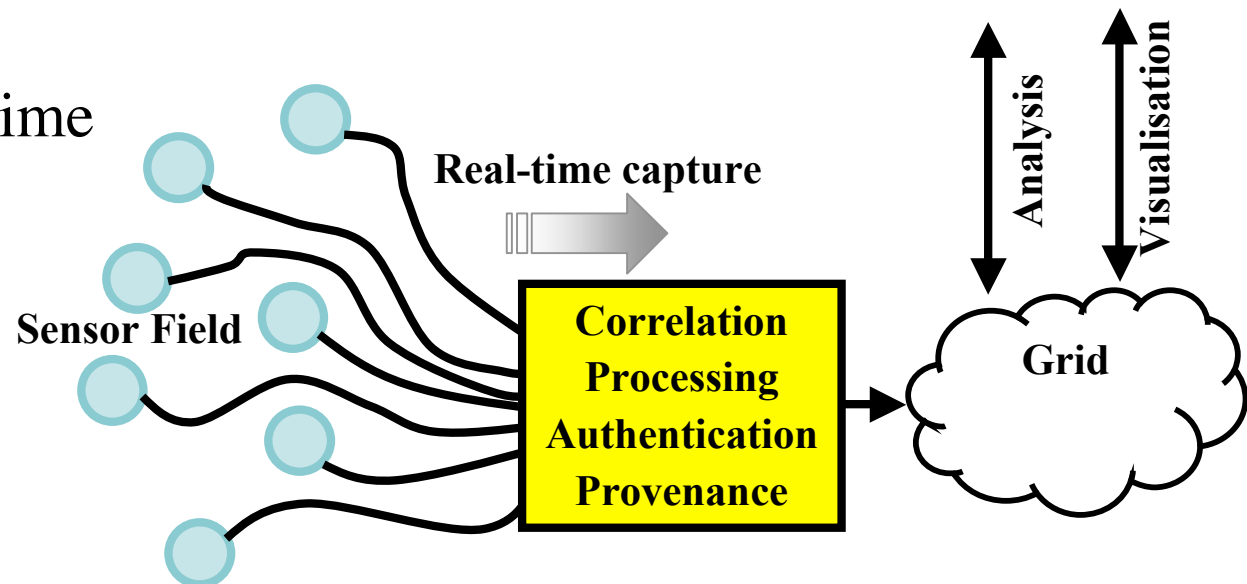 ime
Real-time capture
Sensor Field
Correlation
Processing
Authentication
Provenance
Grid
Analysis
Visualisation